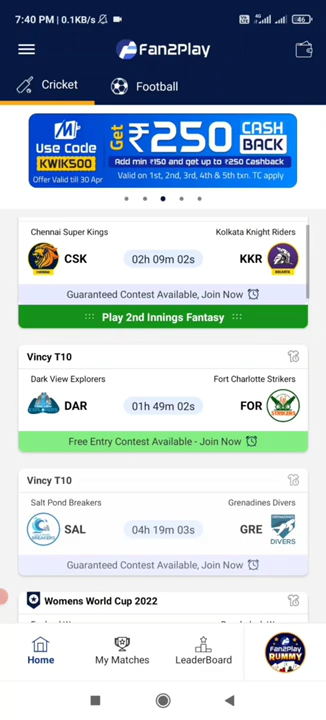 7:40 PM | 0.1KB/s
4G
46
Fan2Play
Cricket
Football
Use Code
KWIK500
Offer Valid till 30 Apr
Get ₹250 CASH BACK
Add min ₹150 and get up to ₹250 Cashback
Valid on 1st, 2nd, 3rd, 4th & 5th txn. TC apply
Chennai Super Kings
Kolkata Knight Riders
CSK
02h 09m 02s
KKR
Guaranteed Contest Available, Join Now
::: Play 2nd Innings Fantasy :::
Vincy T10
Dark View Explorers
Fort Charlotte Strikers
DAR
01h 49m 02s
FOR
Free Entry Contest Available - Join Now
Vincy T10
Salt Pond Breakers
Grenadines Divers
SAL
04h 19m 03s
GRE
Guaranteed Contest Available, Join Now
Womens World Cup 2022
Home
My Matches
LeaderBoard
Fan2Play
RUMMY